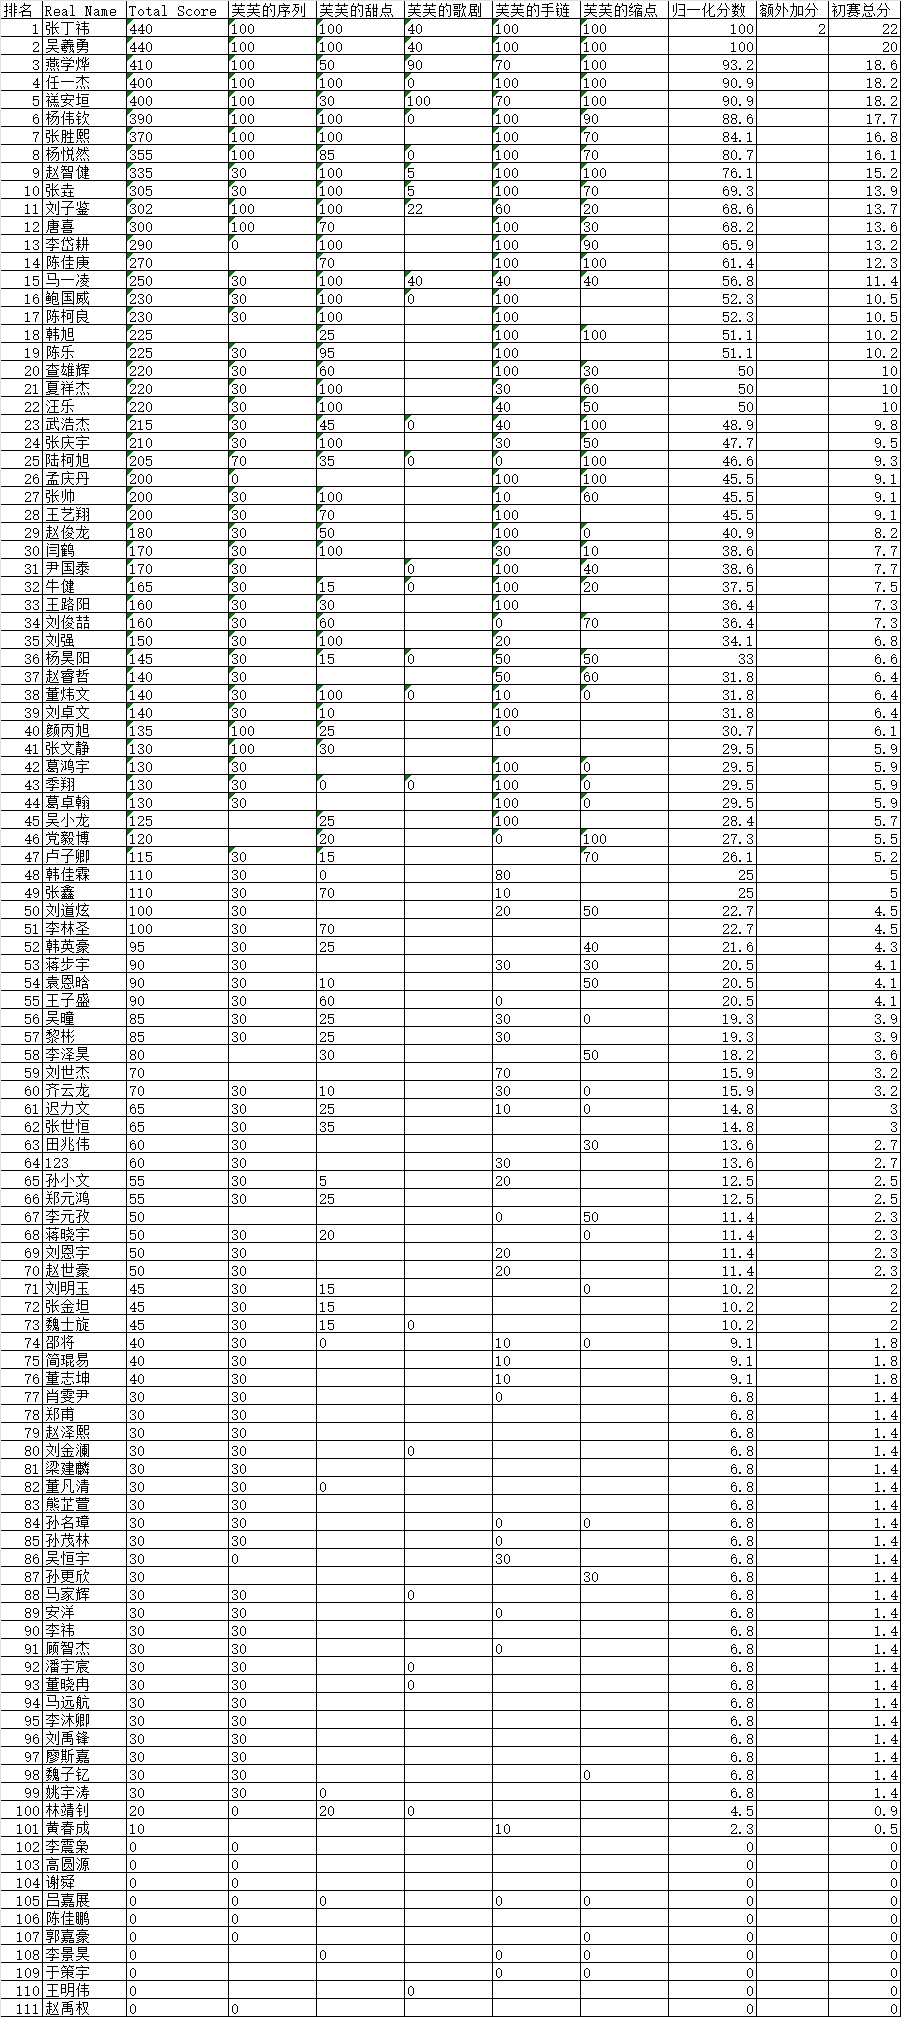 排名 Real Name Total Score 芙芙的序列 芙芙的甜点 芙芙的歌剧 芙芙的手链 芙芙的缩点 归一化分数 额外加分 初赛总分
1 张丁祎 440 100 100 40 100 100 100 2 22
2 吴羲勇 440 100 100 40 100 100 100 20
3 燕学烨 410 100 50 90 70 100 93.2 18.6
4 任一杰 400 100 100 0 100 100 90.9 18.2
5 禚安垣 400 100 30 100 70 100 90.9 18.2
6 杨伟钦 390 100 100 0 100 90 88.6 17.7
7 张胜熙 370 100 100 100 70 84.1 16.8
8 杨悦然 355 100 85 0 100 70 80.7 16.1
9 赵智健 335 30 100 5 100 100 76.1 15.2
10 张垚 305 30 100 5 100 70 69.3 13.9
11 刘子鉴 302 100 100 22 60 20 68.6 13.7
12 唐喜 300 100 70 100 30 68.2 13.6
13 李岱耕 290 0 100 100 90 65.9 13.2
14 陈佳庚 270 70 100 100 61.4 12.3
15 马一凌 250 30 100 40 40 40 56.8 11.4
16 鲍国威 230 30 100 0 100 52.3 10.5
17 陈柯良 230 30 100 100 52.3 10.5
18 韩旭 225 25 100 100 51.1 10.2
19 陈乐 225 30 95 100 51.1 10.2
20 查雄辉 220 30 60 100 30 50 10
21 夏祥杰 220 30 100 30 60 50 10
22 汪乐 220 30 100 40 50 50 10
23 武浩杰 215 30 45 0 40 100 48.9 9.8
24 张庆宇 210 30 100 30 50 47.7 9.5
25 陆柯旭 205 70 35 0 0 100 46.6 9.3
26 孟庆丹 200 0 100 100 45.5 9.1
27 张帅 200 30 100 10 60 45.5 9.1
28 王艺翔 200 30 70 100 45.5 9.1
29 赵俊龙 180 30 50 100 0 40.9 8.2
30 闫鹤 170 30 100 30 10 38.6 7.7
31 尹国泰 170 30 0 100 40 38.6 7.7
32 牛健 165 30 15 0 100 20 37.5 7.5
33 王路阳 160 30 30 100 36.4 7.3
34 刘俊喆 160 30 60 0 70 36.4 7.3
35 刘强 150 30 100 20 34.1 6.8
36 杨昊阳 145 30 15 0 50 50 33 6.6
37 赵睿哲 140 30 50 60 31.8 6.4
38 董炜文 140 30 100 0 10 0 31.8 6.4
39 刘卓文 140 30 10 100 31.8 6.4
40 颜丙旭 135 100 25 10 30.7 6.1
41 张文静 130 100 30 29.5 5.9
42 葛鸿宇 130 30 100 0 29.5 5.9
43 季翔 130 30 0 0 100 0 29.5 5.9
44 葛卓翰 130 30 100 0 29.5 5.9
45 吴小龙 125 25 100 28.4 5.7
46 党毅博 120 20 0 100 27.3 5.5
47 卢子卿 115 30 15 70 26.1 5.2
48 韩佳霖 110 30 0 80 25 5
49 张鑫 110 30 70 10 25 5
50 刘道炫 100 30 20 50 22.7 4.5
51 李林圣 100 30 70 22.7 4.5
52 韩英豪 95 30 25 40 21.6 4.3
53 蒋步宇 90 30 30 30 20.5 4.1
54 袁恩晗 90 30 10 50 20.5 4.1
55 王子盛 90 30 60 0 20.5 4.1
56 吴瞳 85 30 25 30 0 19.3 3.9
57 黎彬 85 30 25 30 19.3 3.9
58 李泽昊 80 30 50 18.2 3.6
59 刘世杰 70 70 15.9 3.2
60 齐云龙 70 30 10 30 0 15.9 3.2
61 迟力文 65 30 25 10 0 14.8 3
62 张世恒 65 30 35 14.8 3
63 田兆伟 60 30 30 13.6 2.7
64 123 60 30 30 13.6 2.7
65 孙小文 55 30 5 20 12.5 2.5
66 郑元鸿 55 30 25 12.5 2.5
67 李元孜 50 0 50 11.4 2.3
68 蒋晓宇 50 30 20 0 11.4 2.3
69 刘恩宇 50 30 20 11.4 2.3
70 赵世豪 50 30 20 11.4 2.3
71 刘明玉 45 30 15 0 10.2 2
72 张金坦 45 30 15 10.2 2
73 魏士旋 45 30 15 0 10.2 2
74 邵将 40 30 0 10 0 9.1 1.8
75 简琨易 40 30 10 9.1 1.8
76 董志坤 40 30 10 9.1 1.8
77 肖雯尹 30 30 0 6.8 1.4
78 郑甫 30 30 6.8 1.4
79 赵泽熙 30 30 6.8 1.4
80 刘金澜 30 30 0 6.8 1.4
81 梁建麟 30 30 6.8 1.4
82 董凡清 30 30 0 6.8 1.4
83 熊芷萱 30 30 6.8 1.4
84 孙名璋 30 30 0 0 6.8 1.4
85 孙茂林 30 30 0 6.8 1.4
86 吴恒宇 30 0 30 6.8 1.4
87 孙更欣 30 30 6.8 1.4
88 马家辉 30 30 0 6.8 1.4
89 安洋 30 30 0 6.8 1.4
90 李祎 30 30 6.8 1.4
91 顾智杰 30 30 0 6.8 1.4
92 潘宇宸 30 30 0 6.8 1.4
93 董晓冉 30 30 0 6.8 1.4
94 马远航 30 30 6.8 1.4
95 李沐卿 30 30 6.8 1.4
96 刘禹锋 30 30 6.8 1.4
97 廖斯嘉 30 30 6.8 1.4
98 魏子钇 30 30 0 6.8 1.4
99 姚宇涛 30 30 0 6.8 1.4
100 林靖钊 20 0 20 0 4.5 0.9
101 黄春成 10 10 2.3 0.5
102 李震枭 0 0 0 0
103 高圆源 0 0 0 0
104 谢舜 0 0 0 0
105 吕嘉展 0 0 0 0 0 0 0
106 陈佳鹏 0 0 0 0
107 郭嘉豪 0 0 0 0 0
108 李景昊 0 0 0 0 0 0
109 于策宇 0 0 0 0 0
110 王明伟 0 0 0 0
111 赵禹权 0 0 0 0